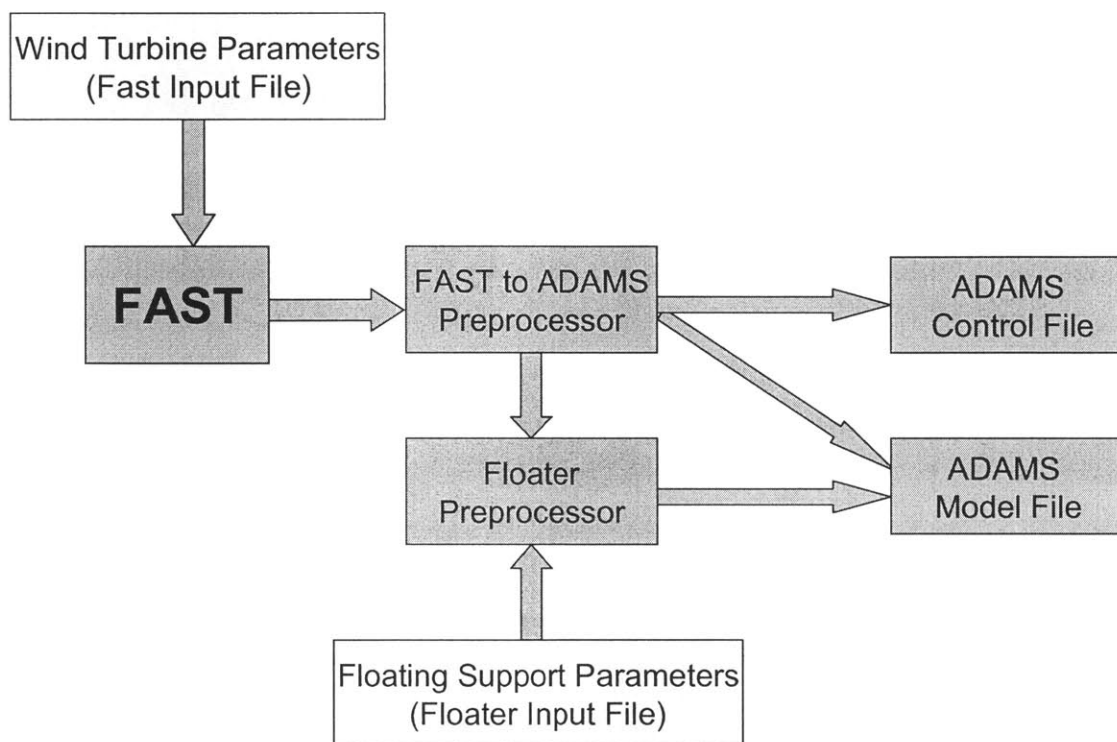 Wind Turbine Parameters
(Fast Input File)
FAST
FAST to ADAMS
Preprocessor
ADAMS
Control File
Floater
Preprocessor
ADAMS
Model File
Floating Support Parameters
(Floater Input File)